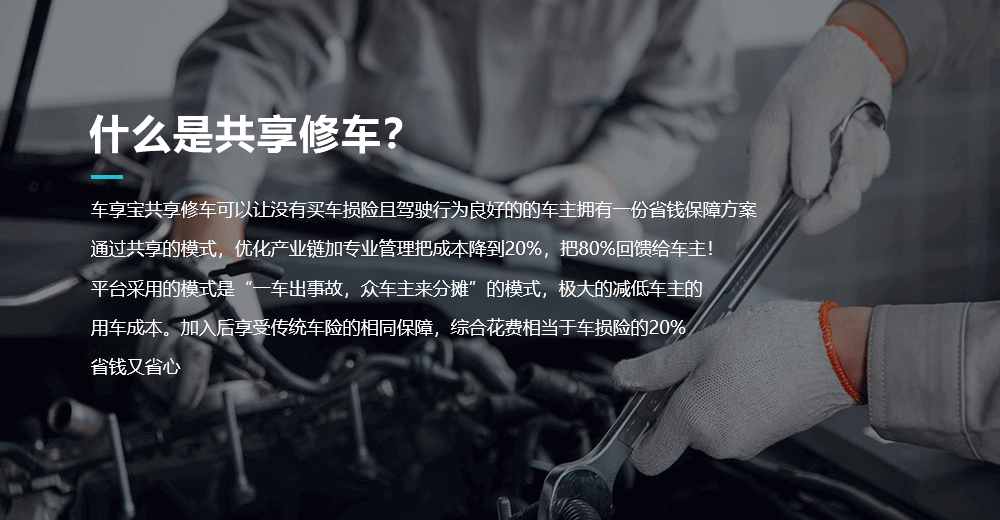 什么是共享修车？
车享宝共享修车可以让没有买车损险且驾驶行为良好的的车主拥有一份省钱保障方案
通过共享的模式，优化产业链加专业管理把成本降到20%，把80%回馈给车主！
平台采用的模式是“一车出事故，众车主来分摊”的模式，极大的减低车主的
用车成本。加入后享受传统车险的相同保障，综合花费相当于车损险的20%
省钱又省心